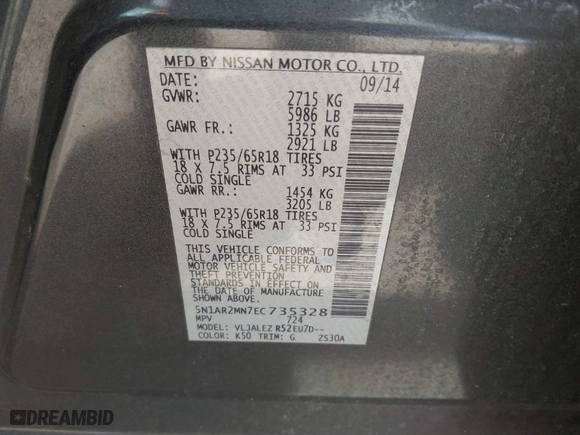 MFD BY NISSAN MOTOR CO., LTD.
DATE: 09/14
GVWR: 2715 KG
5986 LB
GAWR FR.: 1325 KG
2921 LB
WITH P235/65R18 TIRES
18 X 7.5 RIMS AT 33 PSI
COLD SINGLE
GAWR RR.: 1454 KG
3205 LB
WITH P235/65R18 TIRES
18 X 7.5 RIMS AT 33 PSI
COLD SINGLE
THIS VEHICLE CONFORMS TO
ALL APPLICABLE FEDERAL
MOTOR VEHICLE SAFETY AND
THEFT PREVENTION
STANDARDS IN EFFECT ON
THE DATE OF MANUFACTURE
SHOWN ABOVE.
5N1AR2MN7EC735328
MPV 724
MODEL: VLJALEZ R52EU7D--
COLOR: K50 TRIM: G ZS30A
DREAMBID